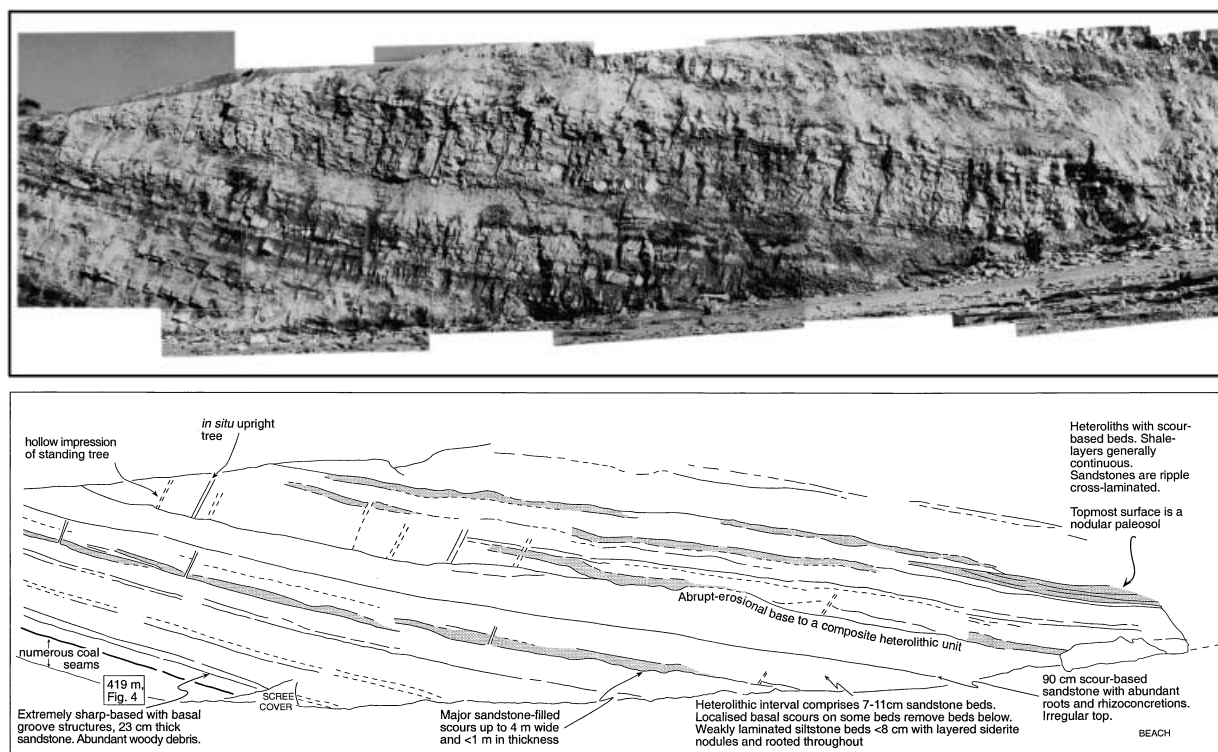 in situ upright
tree
hollow impression
of standing tree
Heteroliths with scour-
based beds. Shale-
layers generally
continuous.
Sandstones are ripple
cross-laminated.
Topmost surface is a
nodular paleosol
Abrupt-erosional base to a composite heterolithic unit
numerous coal
seams
419 m,
Fig. 4
SCREE
COVER
Extremely sharp-based with basal
groove structures, 23 cm thick
sandstone. Abundant woody debris.
Major sandstone-filled
scours up to 4 m wide
and <1 m in thickness
Heterolithic interval comprises 7-11cm sandstone beds.
Localised basal scours on some beds remove beds below.
Weakly laminated siltstone beds <8 cm with layered siderite
nodules and rooted throughout
90 cm scour-based
sandstone with abundant
roots and rhizoconcretions.
Irregular top.
BEACH